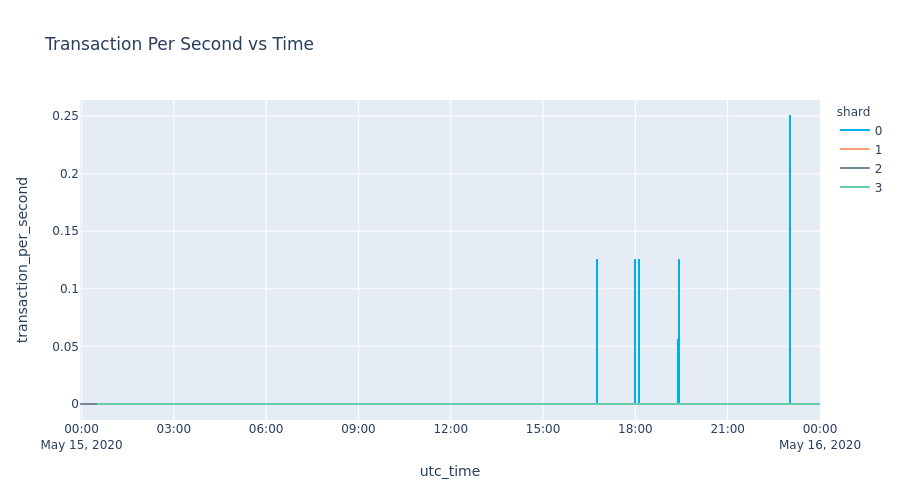 Transaction Per Second vs Time
shard
0
1
2
3
transaction_per_second
0.25
0.2
0.15
0.1
0.05
0
00:00 03:00 06:00 09:00 12:00 15:00 18:00 21:00 00:00
May 15, 2020 May 16, 2020
utc_time